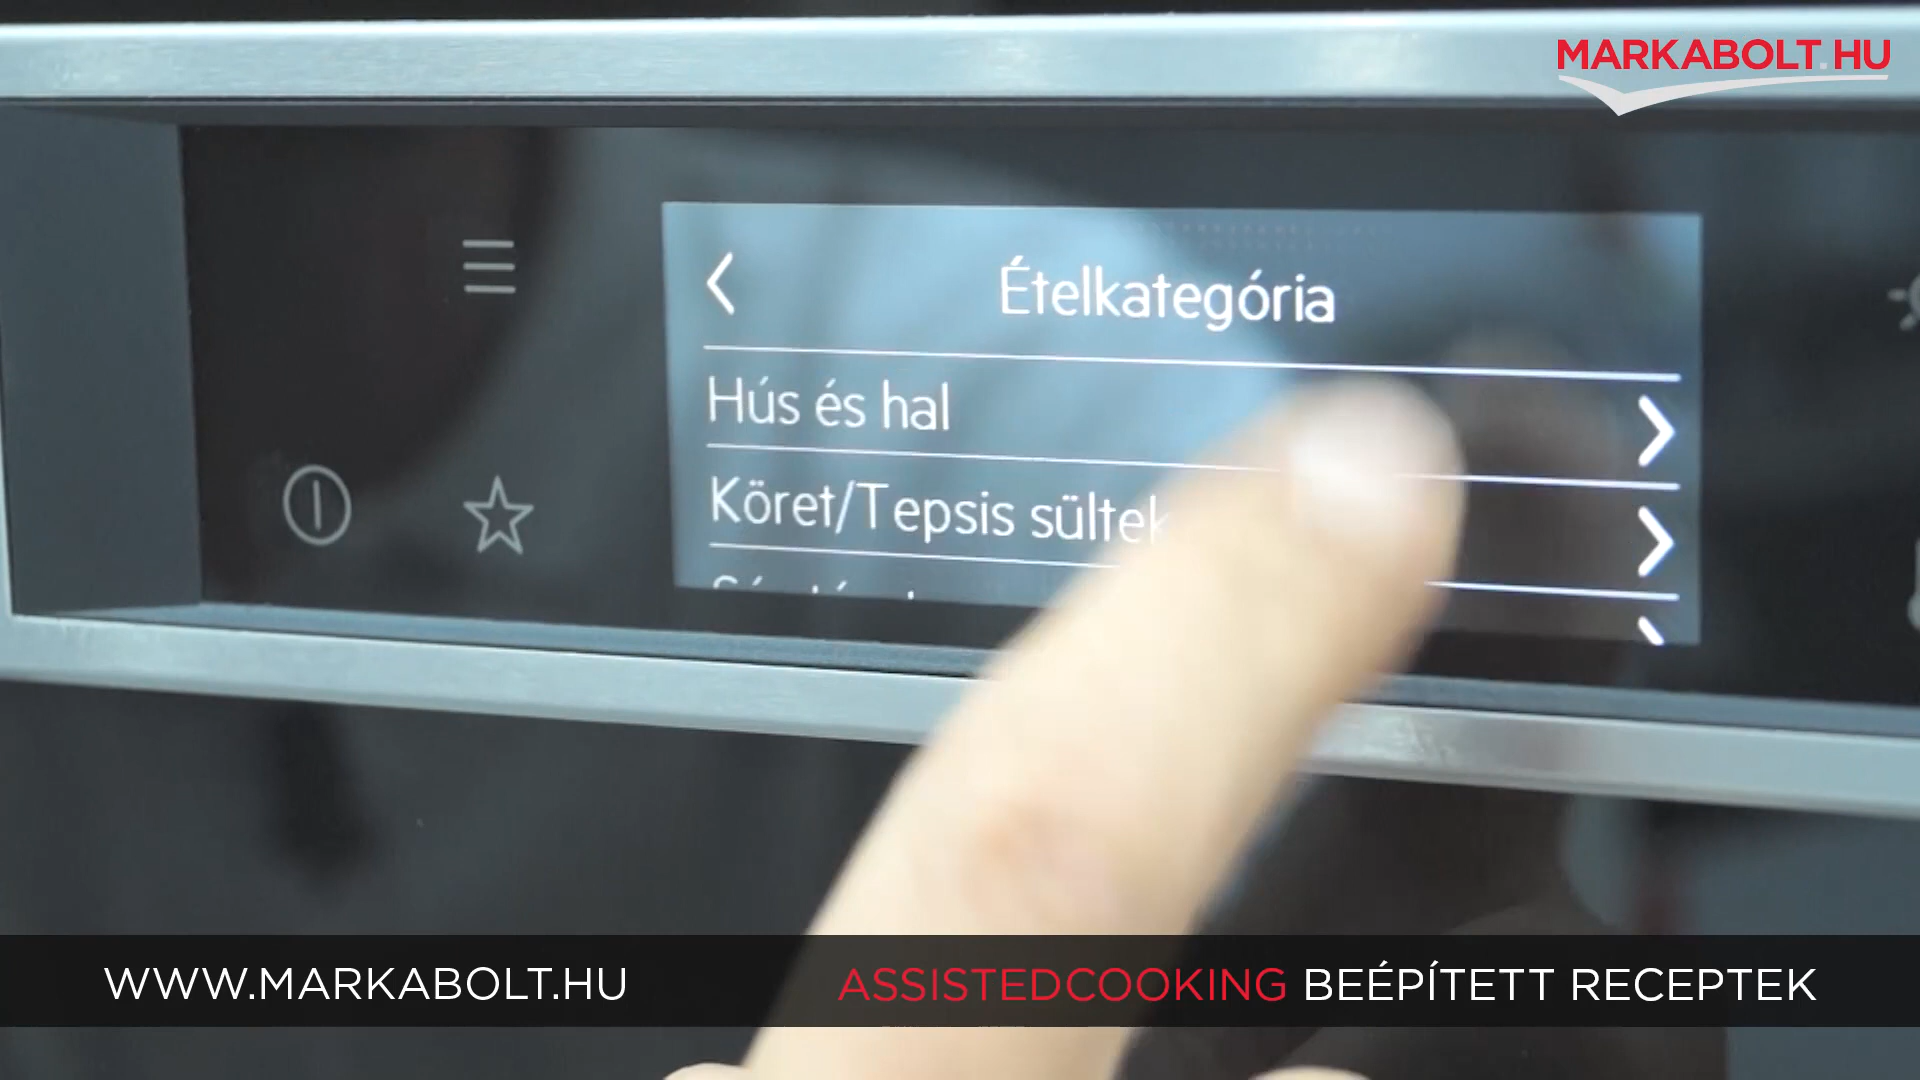 MARKABOLT.HU
Ételkategória
Hús és hal
Köret/Tepsis sültek
WWW.MARKABOLT.HU
ASSISTEDCOOKING BEÉPÍTETT RECEPTEK